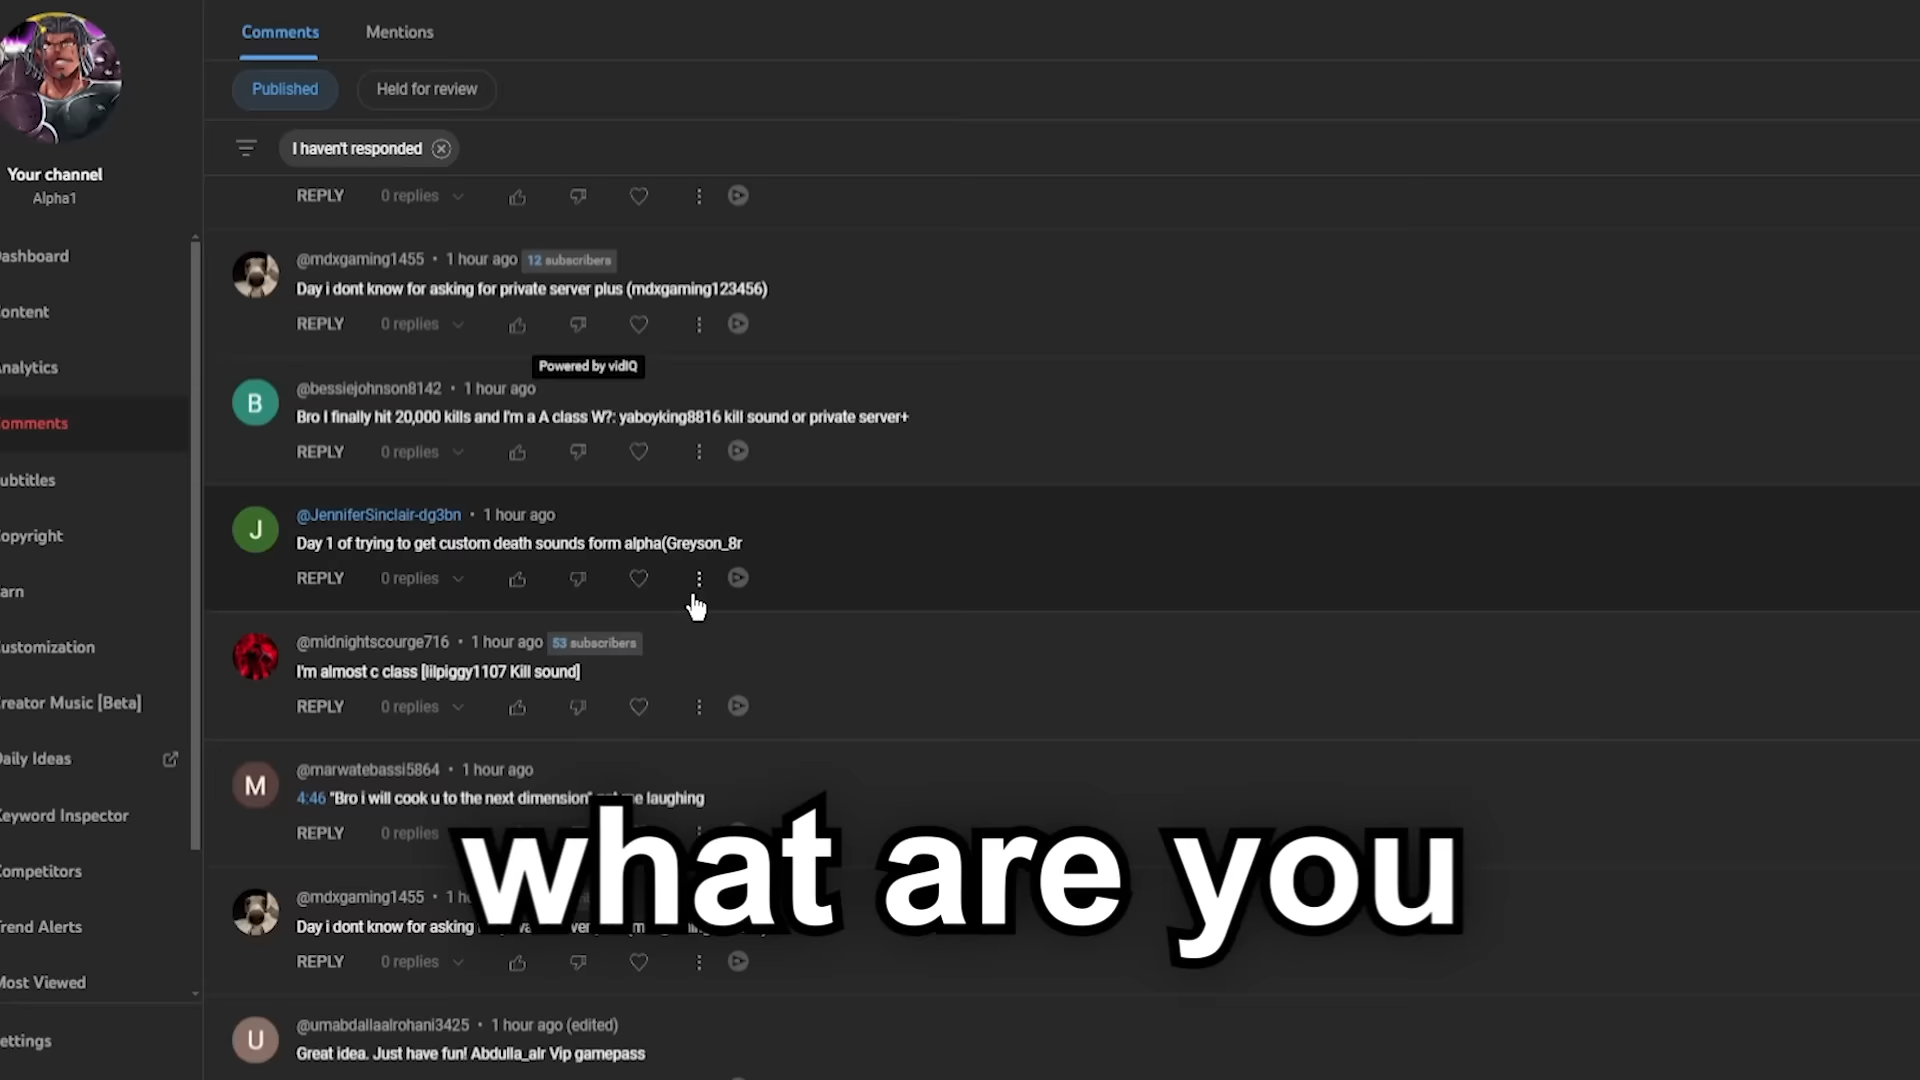 Comments
Mentions
Published
Held for review
I haven't responded
Your channel
Alpha1
ashboard
ontent
nalytics
omments
ubtitles
opyright
arn
ustomization
reator Music [Beta]
aily Ideas
eyword Inspector
ompetitors
rend Alerts
Most Viewed
ettings
REPLY 0 replies
@mdxgaming1455 • 1 hour ago 12 subscribers
Day i dont know for asking for private server plus (mdxgaming123456)
REPLY 0 replies
Powered by vidIQ
B
@bessiejohnson8142 • 1 hour ago
Bro I finally hit 20,000 kills and I'm a A class W?: yaboyking8816 kill sound or private server+
REPLY 0 replies
J
@JenniferSinclair-dg3bn • 1 hour ago
Day 1 of trying to get custom death sounds form alpha(Greyson_8r
REPLY 0 replies
@midnightscourge716 • 1 hour ago 53 subscribers
I'm almost c class [lilpiggy1107 Kill sound]
REPLY 0 replies
M
@marwatebassi5864 • 1 hour ago
4:46 "Bro i will cook u to the next dimension" me laughing
REPLY 0 replies
what are you
@mdxgaming1455 •
Day i dont know for asking
REPLY 0 replies
U
@umabdallaalrohani3425 • 1 hour ago (edited)
Great idea. Just have fun! Abdulla_alr Vip gamepass